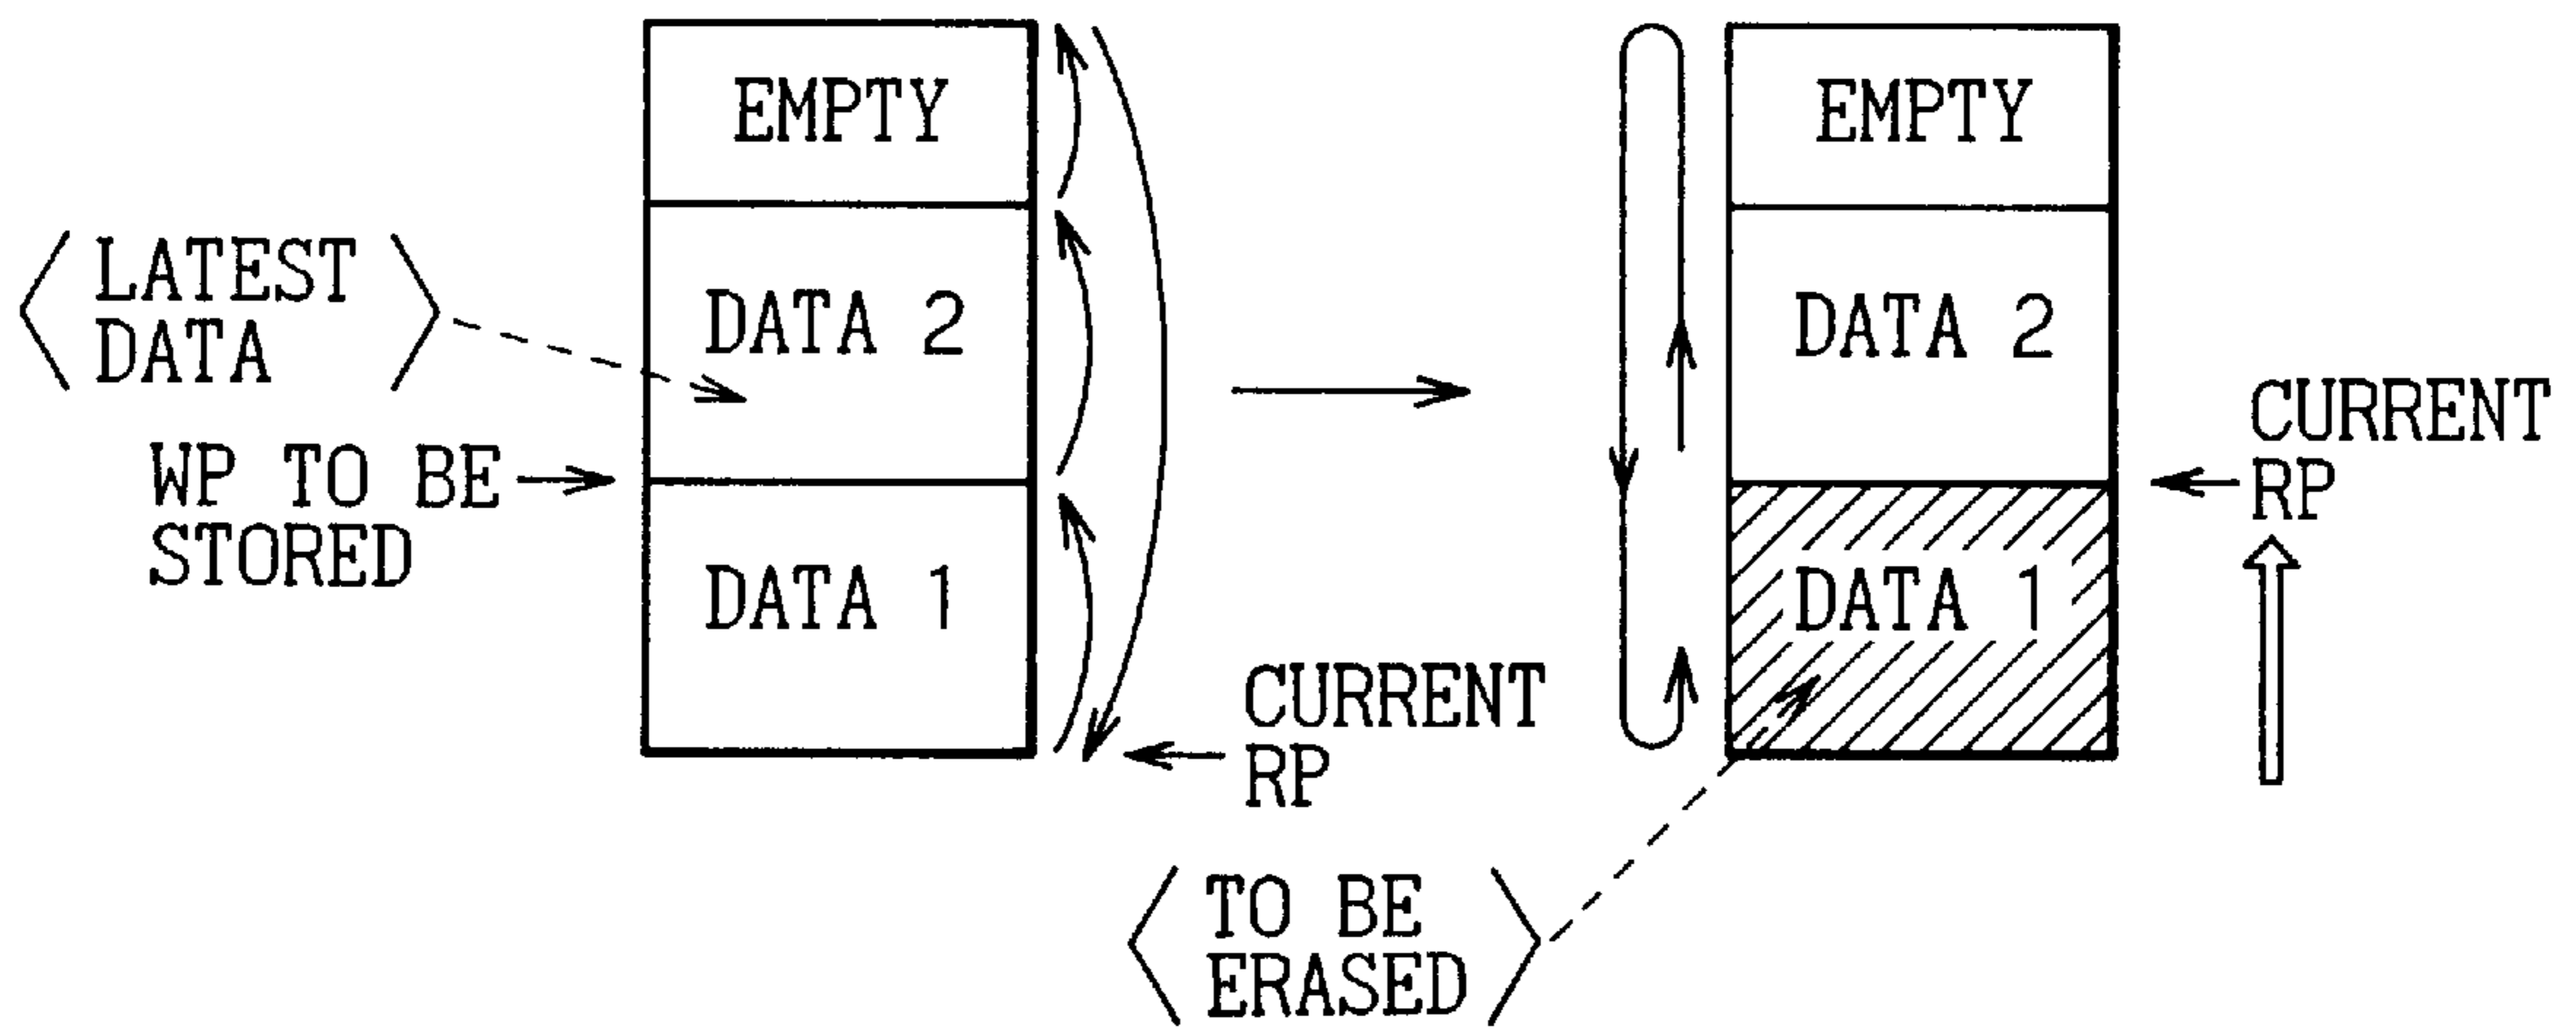 EMPTY
LATEST
DATA
DATA 2
WP TO BE
STORED
DATA 1
CURRENT
RP
EMPTY
DATA 2
CURRENT
RP
DATA 1
TO BE
ERASED